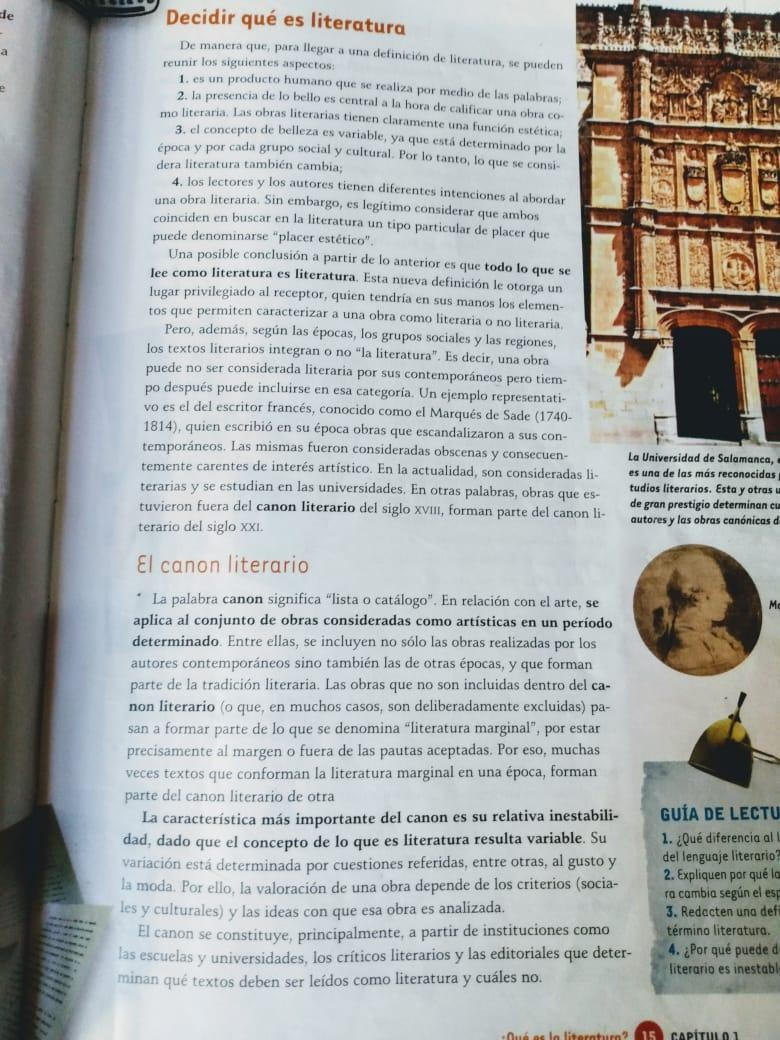 de
a
e
Decidir qué es literatura
De manera que, para llegar a una definición de literatura, se pueden
reunir los siguientes aspectos:
1. es un producto humano que se realiza por medio de las palabras;
2. la presencia de lo bello es central a la hora de calificar una obra co-
mo literaria. Las obras literarias tienen claramente una función estética;
3. el concepto de belleza es variable, ya que está determinado por la
época y por cada grupo social y cultural. Por lo tanto, lo que se consi-
dera literatura también cambia;
4. los lectores y los autores tienen diferentes intenciones al abordar
una obra literaria. Sin embargo, es legítimo considerar que ambos
coinciden en buscar en la literatura un tipo particular de placer que
puede denominarse “placer estético”.
Una posible conclusión a partir de lo anterior es que todo lo que se
lee como literatura es literatura. Esta nueva definición le otorga un
lugar privilegiado al receptor, quien tendría en sus manos los elemen-
tos que permiten caracterizar a una obra como literaria o no literaria.
Pero, además, según las épocas, los grupos sociales y las regiones,
los textos literarios integran o no “la literatura”. Es decir, una obra
puede no ser considerada literaria por sus contemporáneos pero tiem-
po después puede incluirse en esa categoría. Un ejemplo representati-
vo es el del escritor francés, conocido como el Marqués de Sade (1740-
1814), quien escribió en su época obras que escandalizaron a sus con-
temporáneos. Las mismas fueron consideradas obscenas y consecuen-
temente carentes de interés artístico. En la actualidad, son consideradas li-
terarias y se estudian en las universidades. En otras palabras, obras que es-
tuvieron fuera del canon literario del siglo XVIII, forman parte del canon li-
terario del siglo XXI.
El canon literario
La palabra canon significa “lista o catálogo”. En relación con el arte, se
aplica al conjunto de obras consideradas como artísticas en un período
determinado. Entre ellas, se incluyen no sólo las obras realizadas por los
autores contemporáneos sino también las de otras épocas, y que forman
parte de la tradición literaria. Las obras que no son incluidas dentro del ca-
non literario (o que, en muchos casos, son deliberadamente excluidas) pa-
san a formar parte de lo que se denomina “literatura marginal”, por estar
precisamente al margen o fuera de las pautas aceptadas. Por eso, muchas
veces textos que conforman la literatura marginal en una época, forman
parte del canon literario de otra
La característica más importante del canon es su relativa inestabili-
dad, dado que el concepto de lo que es literatura resulta variable. Su
variación está determinada por cuestiones referidas, entre otras, al gusto y
la moda. Por ello, la valoración de una obra depende de los criterios (socia-
les y culturales) y las ideas con que esa obra es analizada.
El canon se constituye, principalmente, a partir de instituciones como
las escuelas y universidades, los críticos literarios y las editoriales que deter-
minan qué textos deben ser leídos como literatura y cuáles no.
La Universidad de Salamanca,
es una de las más reconocidas
tudios literarios. Esta y otras
de gran prestigio determinan
autores y las obras canónicas
GUÍA DE LECTU
1. ¿Qué diferencia al
del lenguaje literario?
2. Expliquen por qué la
ra cambia según el
3. Redacten una
término literatura.
4. ¿Por qué puede
literario es
¿Qué es la literatura? 15 CAPÍTULO 1